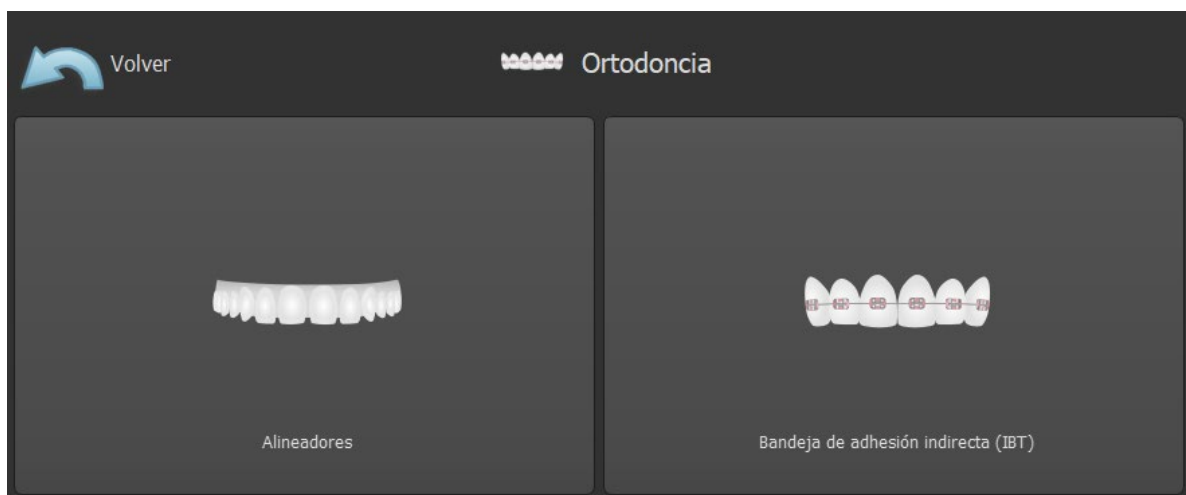 Volver
Ortodoncia
Alineadores
Bandeja de adhesión indirecta (IBT)